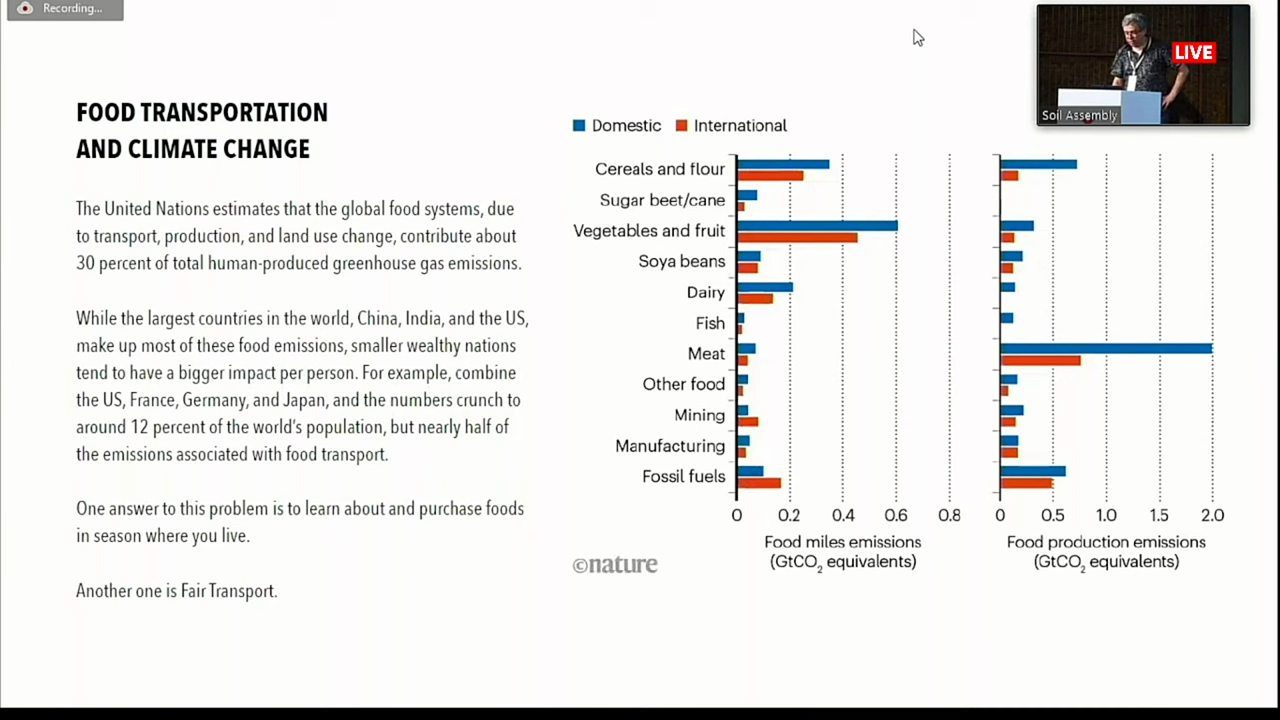 Recording...
LIVE
Soil Assembly
FOOD TRANSPORTATION
AND CLIMATE CHANGE
The United Nations estimates that the global food systems, due
to transport, production, and land use change, contribute about
30 percent of total human-produced greenhouse gas emissions.
While the largest countries in the world, China, India, and the US,
make up most of these food emissions, smaller wealthy nations
tend to have a bigger impact per person. For example, combine
the US, France, Germany, and Japan, and the numbers crunch to
around 12 percent of the world's population, but nearly half of
the emissions associated with food transport.
One answer to this problem is to learn about and purchase foods
in season where you live.
Another one is Fair Transport.
Domestic International
Cereals and flour
Sugar beet/cane
Vegetables and fruit
Soya beans
Dairy
Fish
Meat
Other food
Mining
Manufacturing
Fossil fuels
0 0.2 0.4 0.6 0.8
Food miles emissions
(GtCO₂ equivalents)
0 0.5 1.0 1.5 2.0
Food production emissions
(GtCO₂ equivalents)
©nature